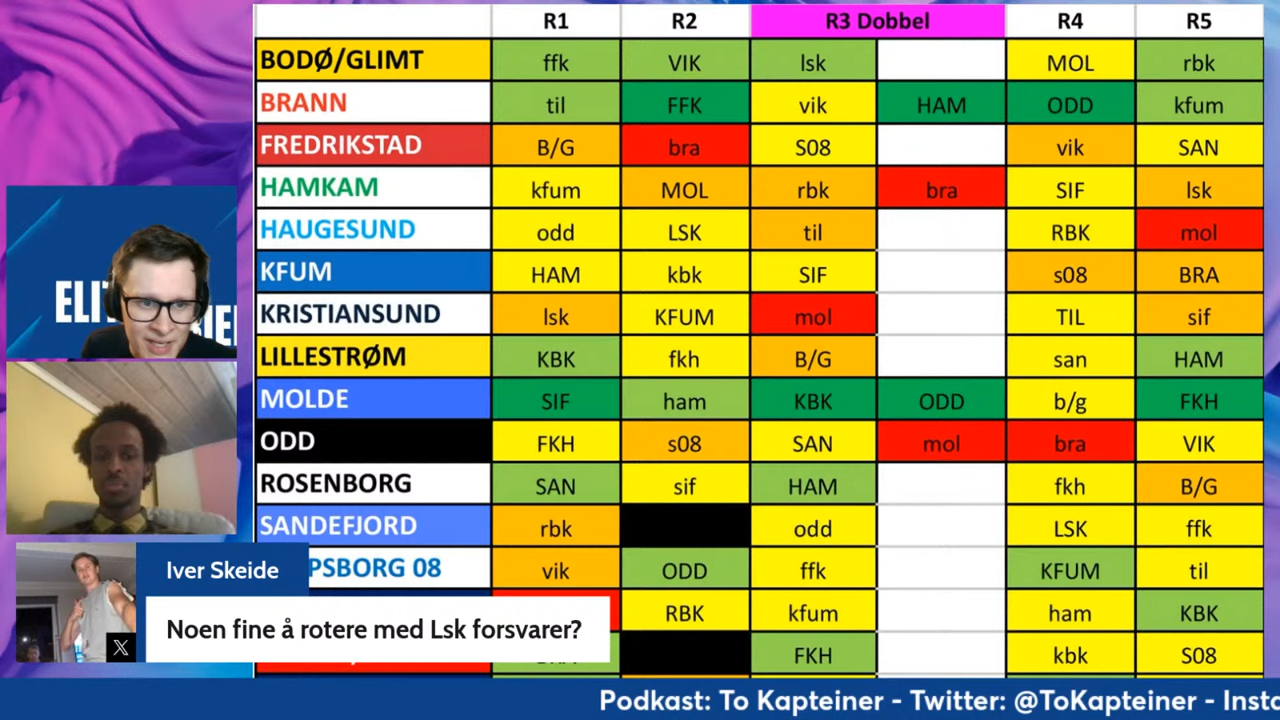 R1 R2 R3 Dobbel R4 R5
BODØ/GLIMT ffk VIK lsk MOL rbk
BRANN til FFK vik HAM ODD kfum
FREDRIKSTAD B/G bra S08 vik SAN
HAMKAM kfum MOL rbk bra SIF lsk
HAUGESUND odd LSK til RBK mol
KFUM HAM kbk SIF s08 BRA
KRISTIANSUND lsk KFUM mol TIL sif
LILLESTRØM KBK fkh B/G san HAM
MOLDE SIF ham KBK ODD b/g FKH
ODD FKH s08 SAN mol bra VIK
ROSENBORG SAN sif HAM fkh B/G
SANDEFJORD rbk odd LSK ffk
PSBORG 08 vik ODD ffk KFUM til
RBK kfum ham KBK
FKH kbk S08
Iver Skeide
Noen fine å rotere med Lsk forsvarer?
Podkast: To Kapteiner - Twitter: @ToKapteiner - Insta